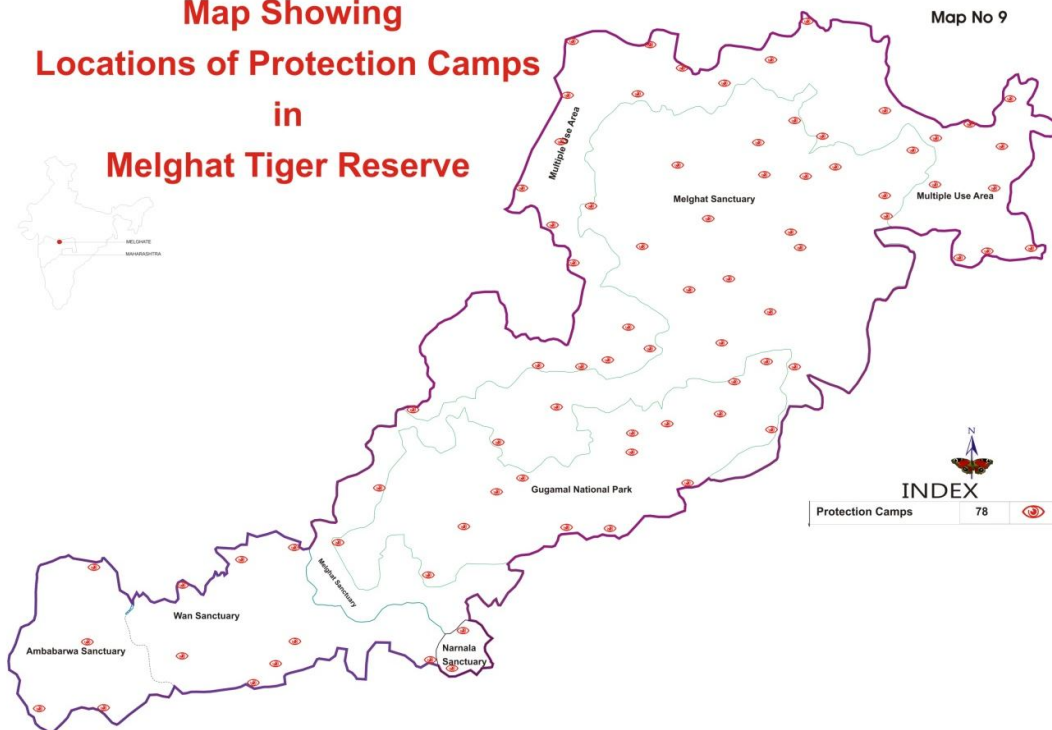 Map Showing
Locations of Protection Camps
in
Melghat Tiger Reserve
Map No 9
MELGHATE
MAHARASHTRA
Multiple Use Area
Melghat Sanctuary
Multiple Use Area
N
INDEX
Protection Camps 78
Gugamal National Park
Melghat Sanctuary
Wan Sanctuary
Ambabarwa Sanctuary
Narnala
Sanctuary